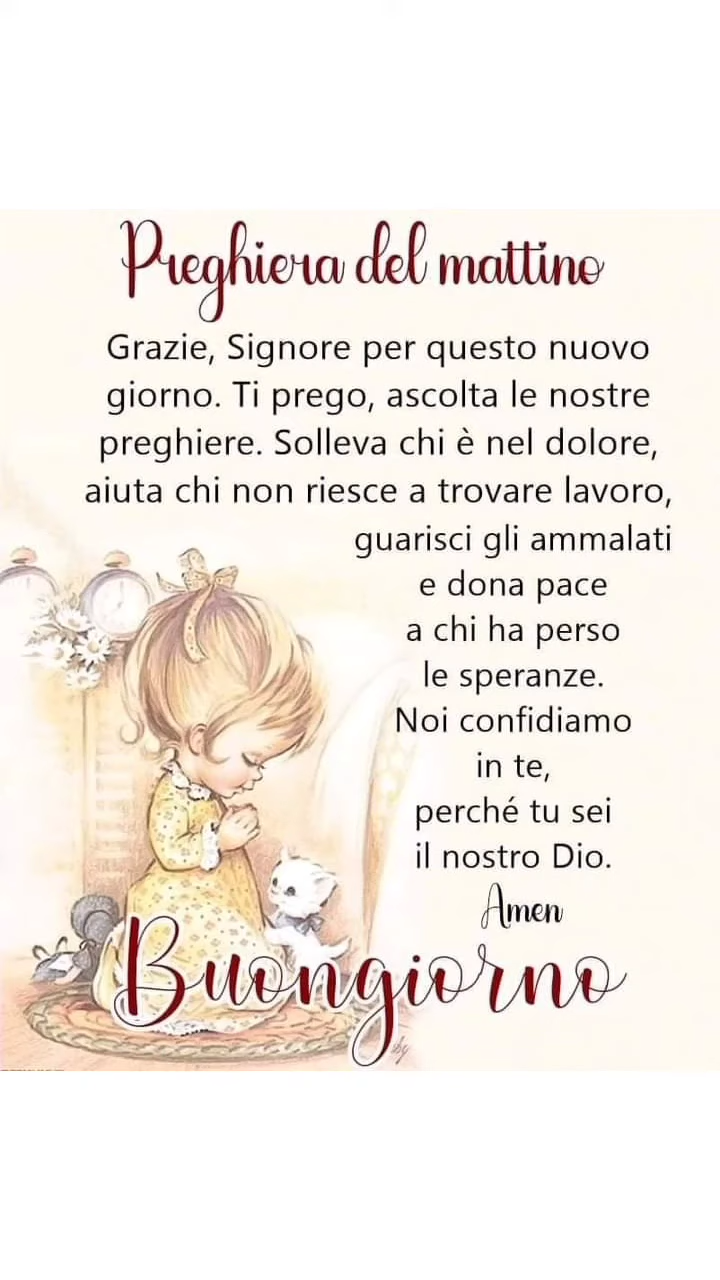 Preghiera del mattino
Grazie, Signore per questo nuovo
giorno. Ti prego, ascolta le nostre
preghiere. Solleva chi è nel dolore,
aiuta chi non riesce a trovare lavoro,
guarisci gli ammalati
e dona pace
a chi ha perso
le speranze.
Noi confidiamo
in te,
perché tu sei
il nostro Dio.
Amen
Buongiorno